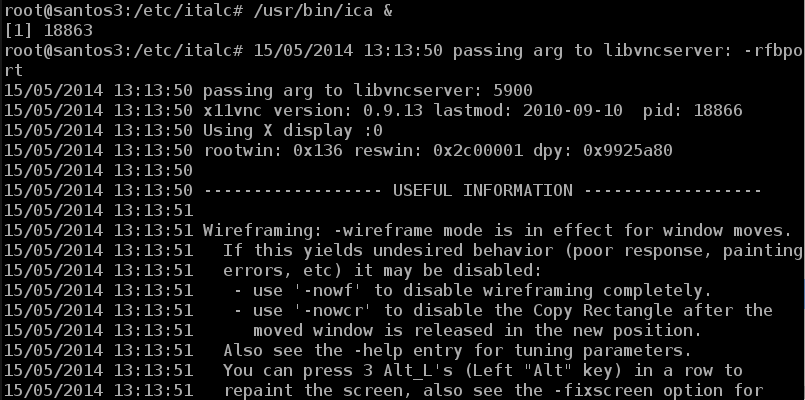 root@santos3:/etc/italc# /usr/bin/ica &
[1] 18863
root@santos3:/etc/italc# 15/05/2014 13:13:50 passing arg to libvncserver: -rfbpo
rt
15/05/2014 13:13:50 passing arg to libvncserver: 5900
15/05/2014 13:13:50 x11vnc version: 0.9.13 lastmod: 2010-09-10  pid: 18866
15/05/2014 13:13:50 Using X display :0
15/05/2014 13:13:50 rootwin: 0x136 reswin: 0x2c00001 dpy: 0x9925a80
15/05/2014 13:13:50
15/05/2014 13:13:50 ------------------ USEFUL INFORMATION ------------------
15/05/2014 13:13:51
15/05/2014 13:13:51 Wireframing: -wireframe mode is in effect for window moves.
15/05/2014 13:13:51   If this yields undesired behavior (poor response, painting
15/05/2014 13:13:51   errors, etc) it may be disabled:
15/05/2014 13:13:51    - use '-nowf' to disable wireframing completely.
15/05/2014 13:13:51    - use '-nowcr' to disable the Copy Rectangle after the
15/05/2014 13:13:51      moved window is released in the new position.
15/05/2014 13:13:51   Also see the -help entry for tuning parameters.
15/05/2014 13:13:51   You can press 3 Alt_L's (Left "Alt" key) in a row to
15/05/2014 13:13:51   repaint the screen, also see the -fixscreen option for